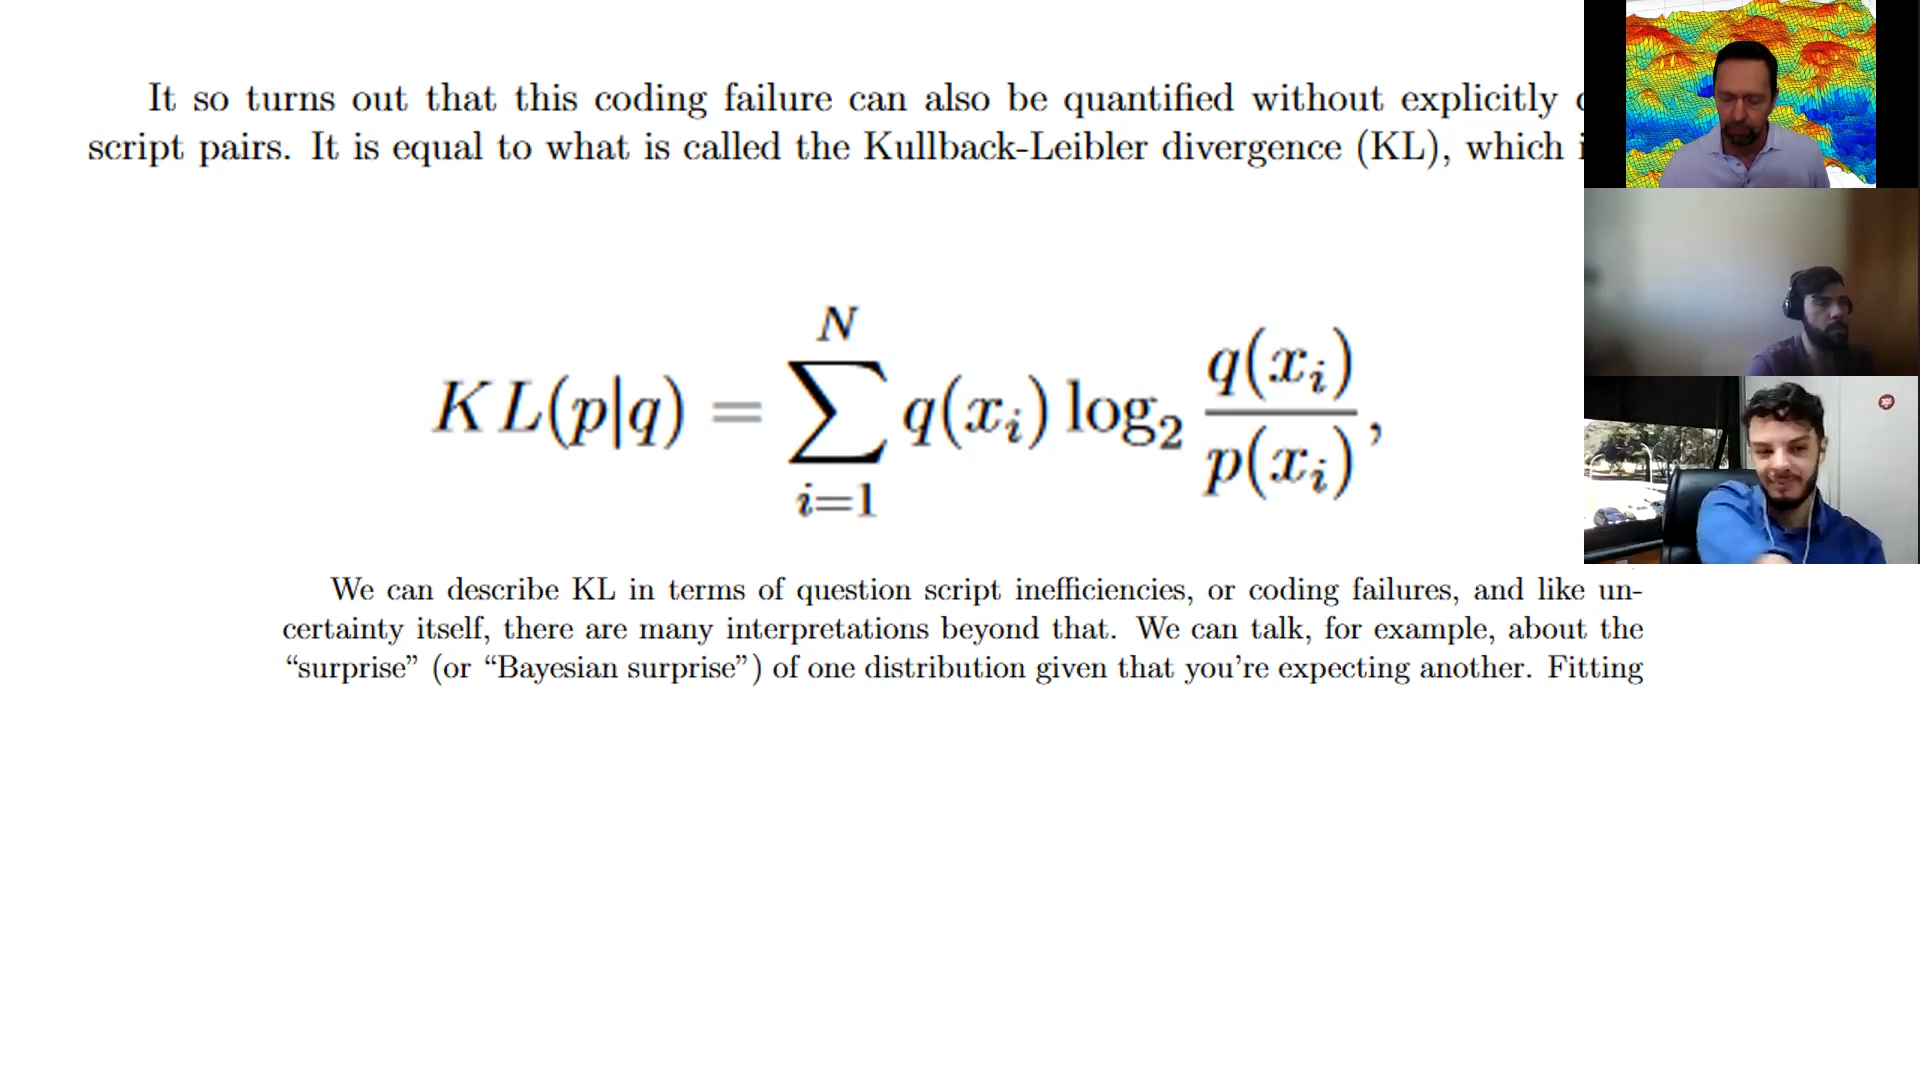 It so turns out that this coding failure can also be quantified without explicitly
script pairs. It is equal to what is called the Kullback-Leibler divergence (KL), which
KL(p|q) = \sum_{i=1}^{N} q(x_i) \log_2 \frac{q(x_i)}{p(x_i)},
We can describe KL in terms of question script inefficiencies, or coding failures, and like un-
certainty itself, there are many interpretations beyond that. We can talk, for example, about the
“surprise” (or “Bayesian surprise”) of one distribution given that you’re expecting another. Fitting